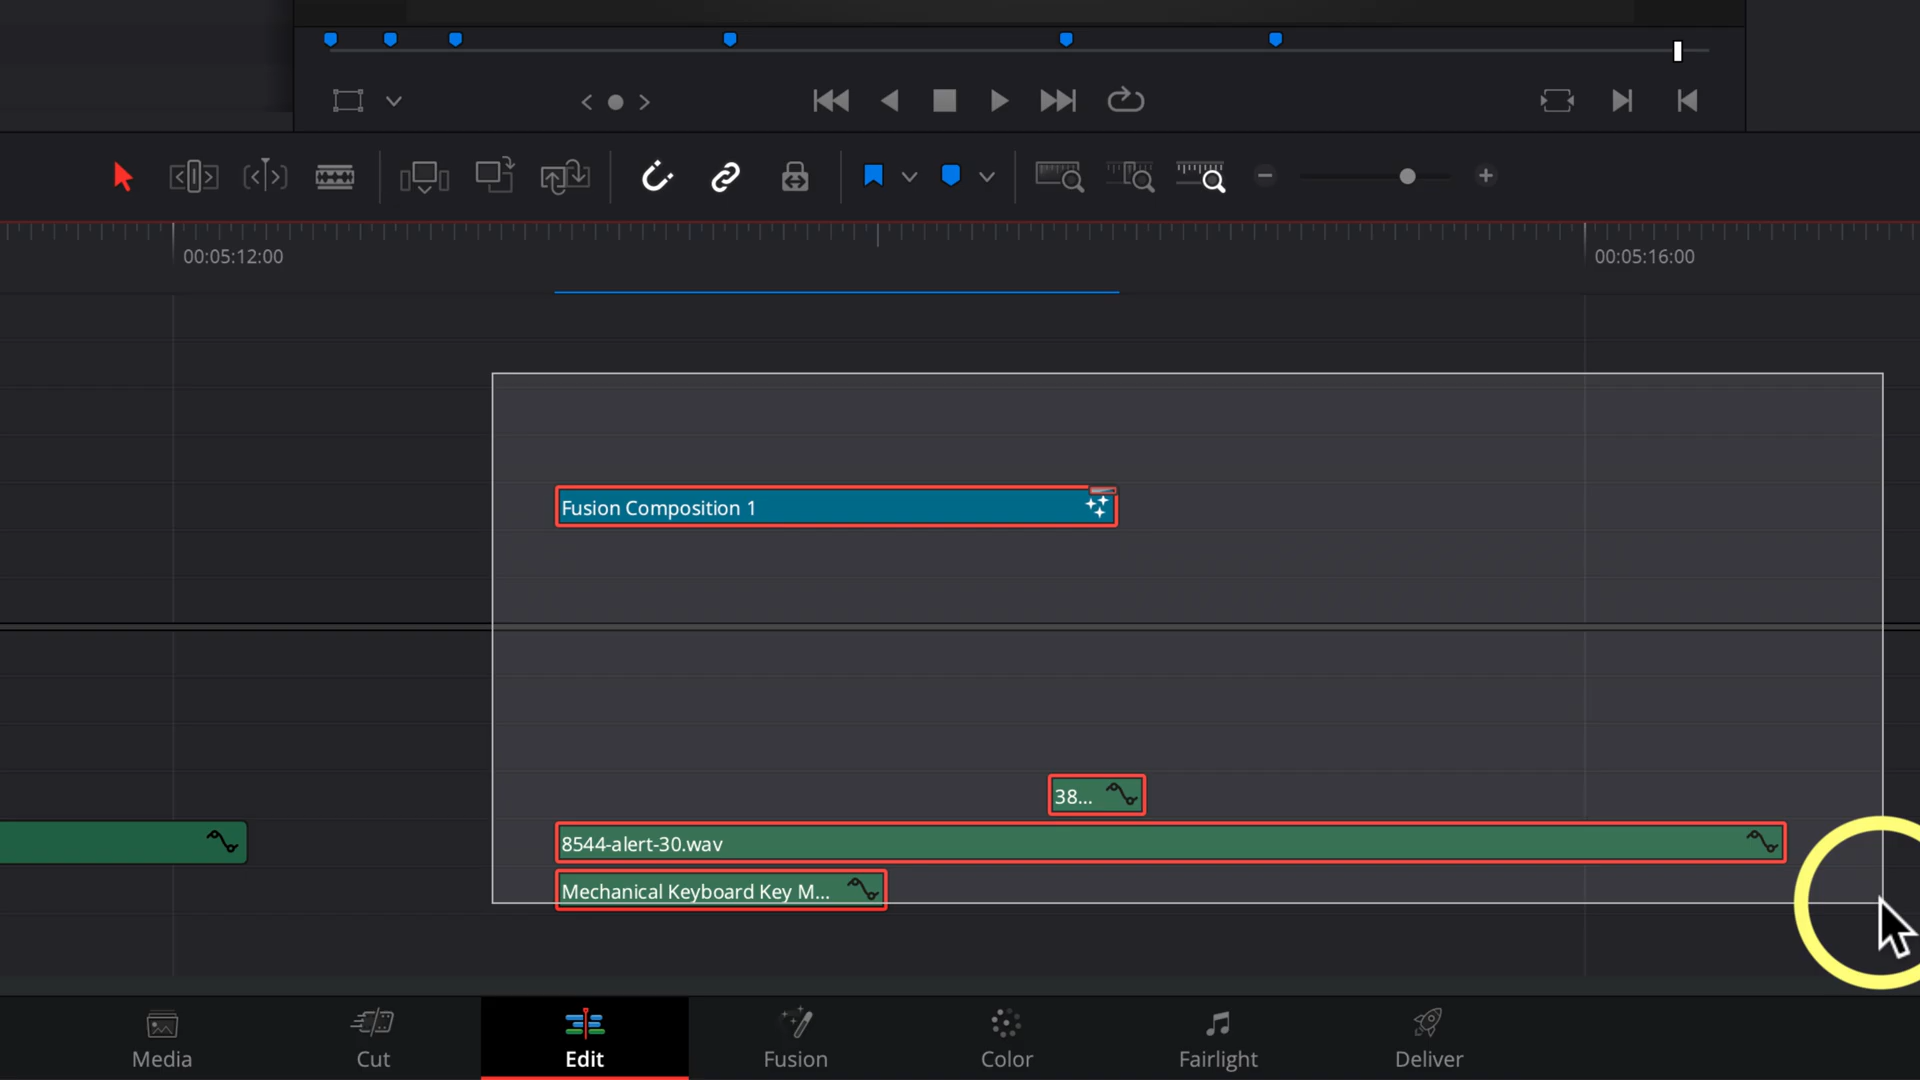 00:05:12:00
00:05:16:00
Fusion Composition 1
38...
8544-alert-30.wav
Mechanical Keyboard Key M...
Media
Cut
Edit
Fusion
Color
Fairlight
Deliver